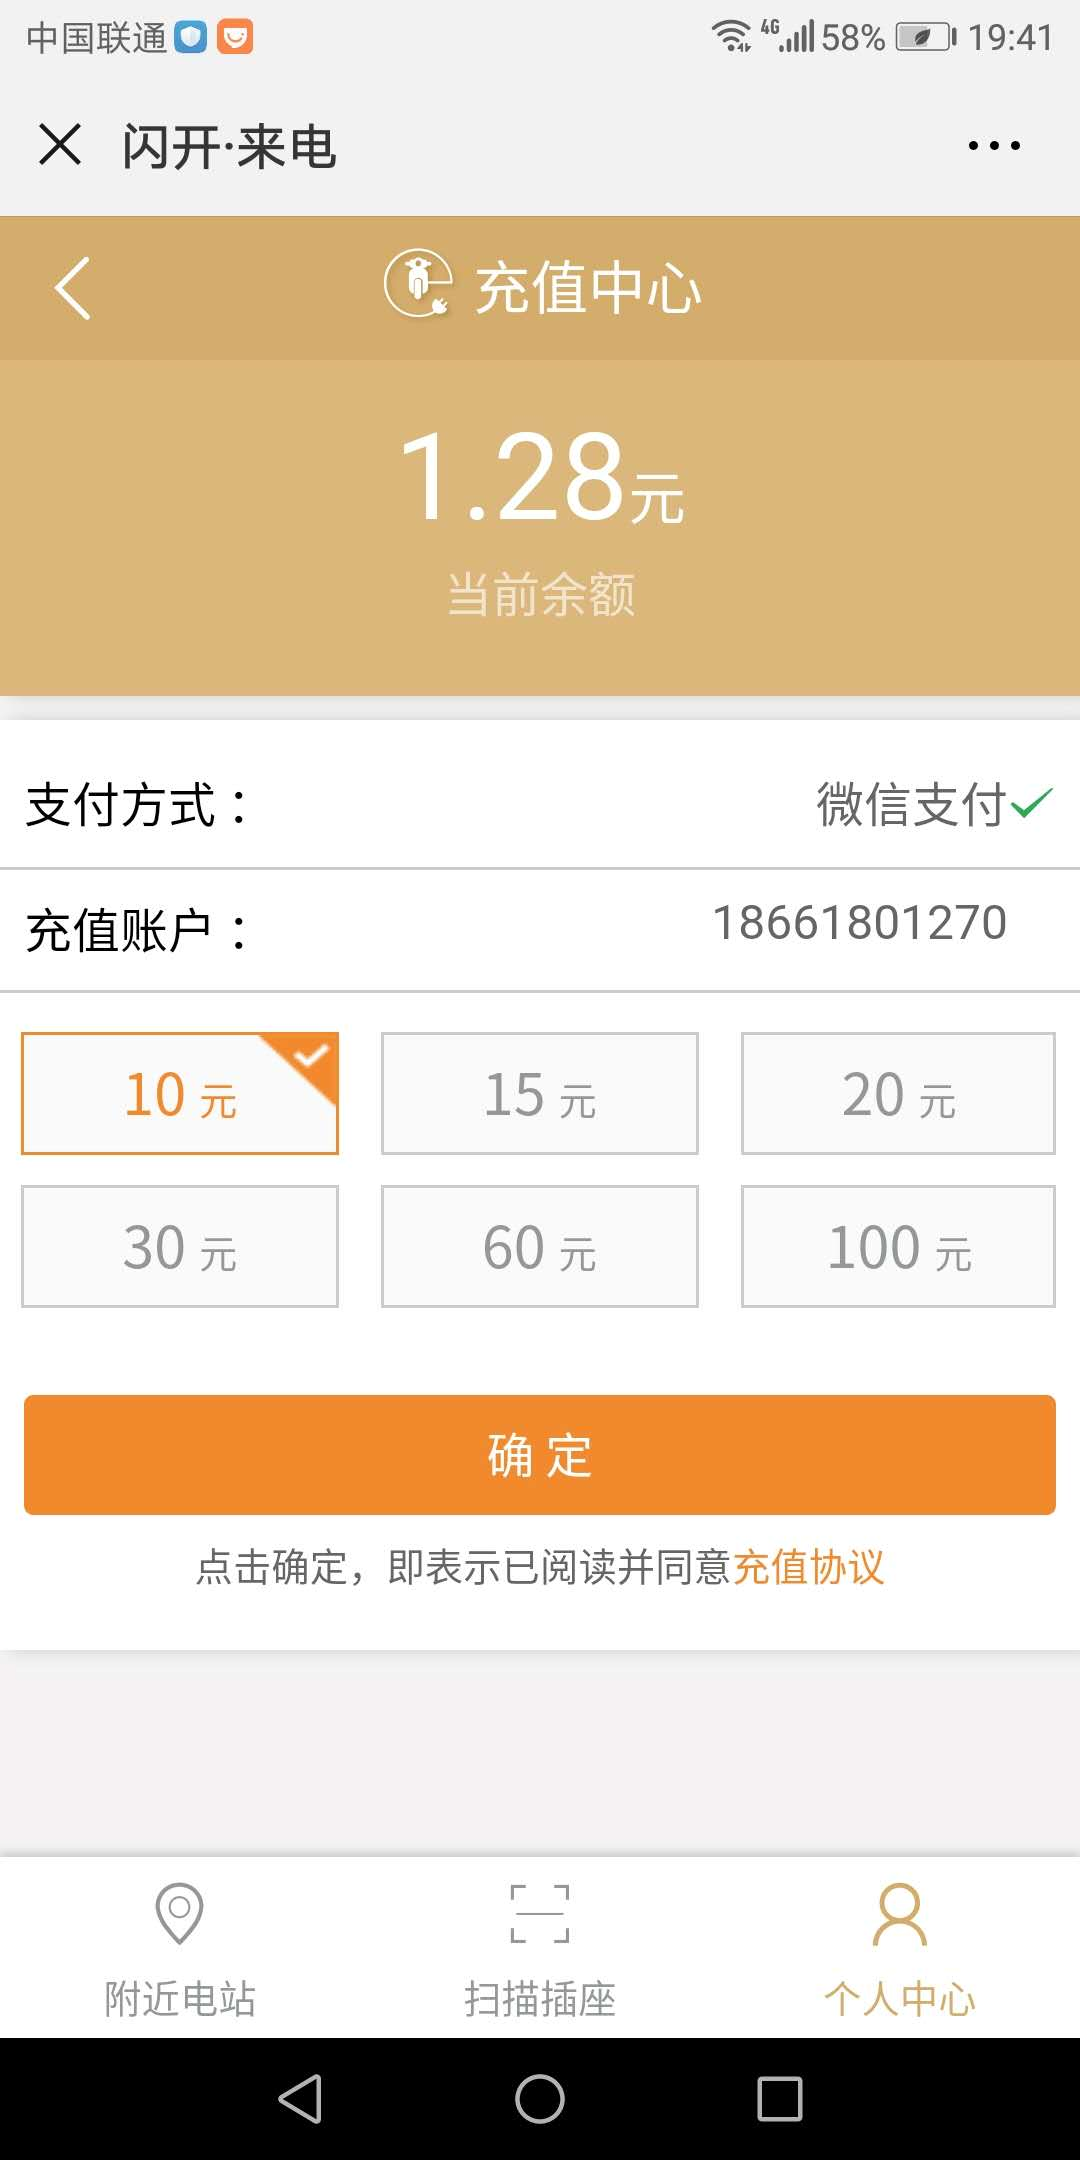 中国联通 4G 58% 19:41
闪开·来电
充值中心
1.28元
当前余额
支付方式： 微信支付
充值账户： 18661801270
10 元 15 元 20 元
30 元 60 元 100 元
确 定
点击确定，即表示已阅读并同意充值协议
附近电站 扫描插座 个人中心